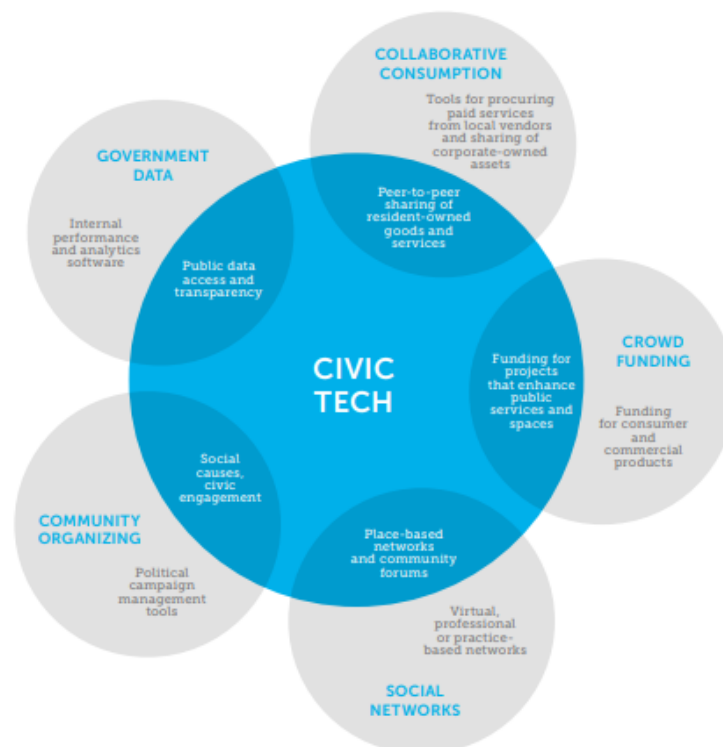 COLLABORATIVE
CONSUMPTION
Tools for procuring
paid services
from local vendors
and sharing of
corporate-owned
assets
Peer-to-peer
sharing of
resident-owned
goods and
services
GOVERNMENT
DATA
Internal
performance
and analytics
software
Public data
access and
transparency
CIVIC
TECH
CROWD
FUNDING
Funding for
projects
that enhance
public
services and
spaces
Funding
for consumer
and
commercial
products
Social
causes,
civic
engagement
COMMUNITY
ORGANIZING
Political
campaign
management
tools
Place-based
networks
and community
forums
Virtual,
professional
or practice-
based networks
SOCIAL
NETWORKS